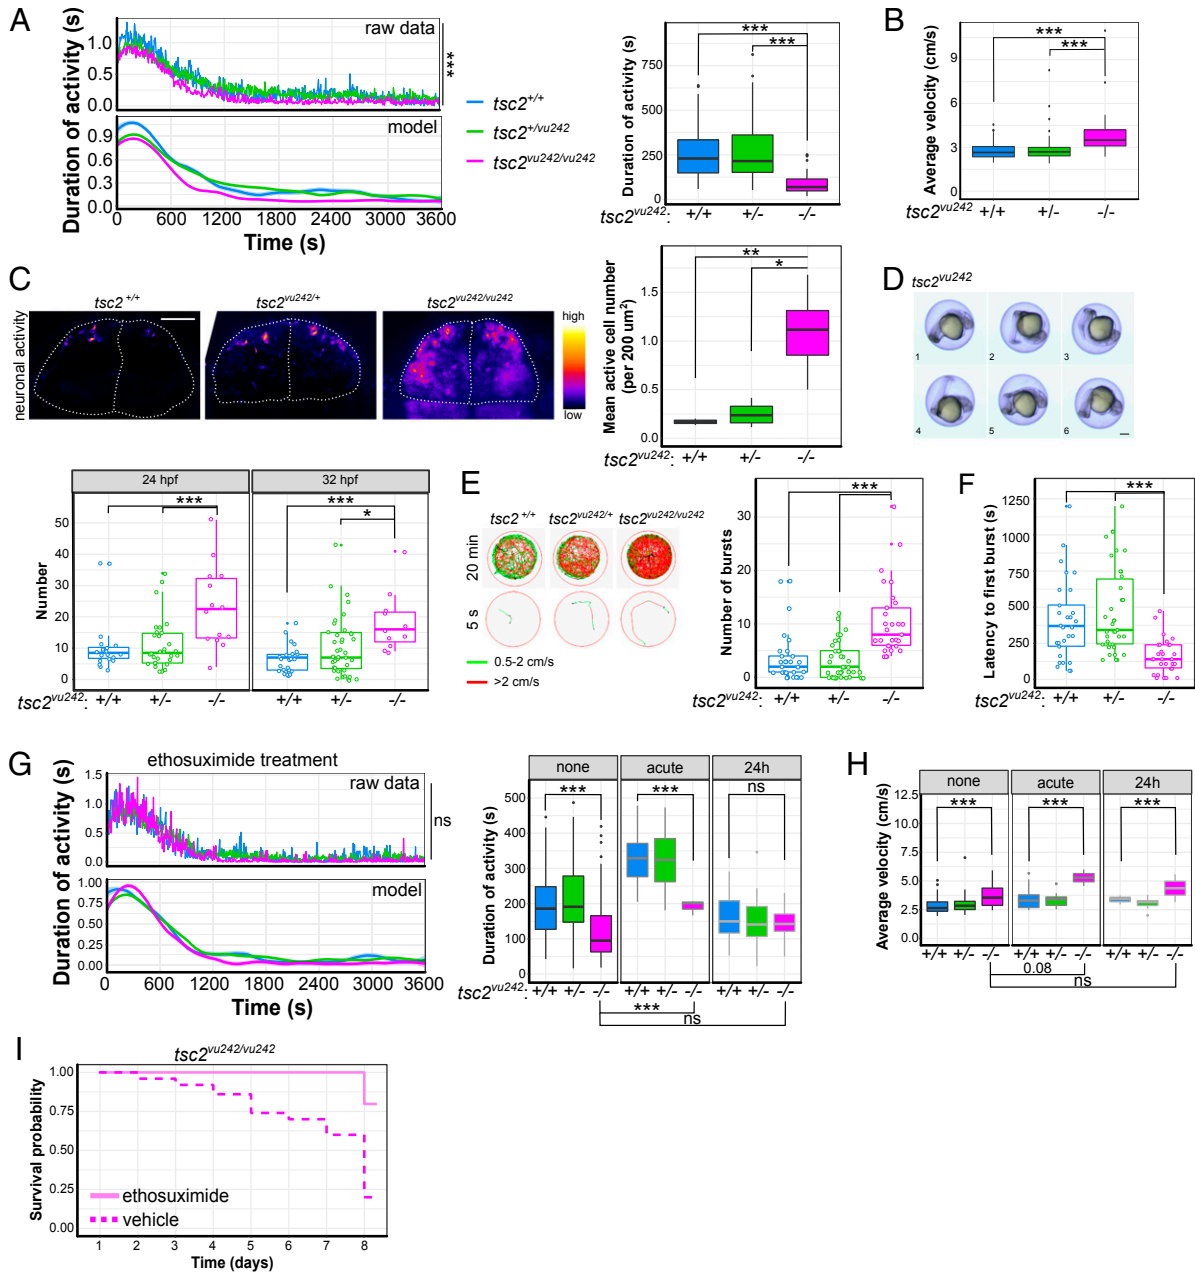 A
raw data
***
Duration of activity (s)
1.0
0.5
0.0
model
0.9
0.6
0.3
0.0
0 600 1200 1800 2400 3000 3600
Time (s)
tsc2+/+
tsc2+/vu242
tsc2vu242/vu242
Duration of activity (s)
750
500
250
0
***
***
tsc2vu242: +/+ +/- -/-
B
Average velocity (cm/s)
9
6
3
0
***
***
tsc2vu242: +/+ +/- -/-
C
neuronal activity
tsc2+/+
tsc2vu242/+
tsc2vu242/vu242
high
low
Mean active cell number
(per 200 um2)
1.5
1.0
0.5
0.0
**
*
tsc2vu242: +/+ +/- -/-
D
tsc2vu242
1 2 3
4 5 6
24 hpf 32 hpf
Number
50
40
30
20
10
0
*** ***
*
tsc2vu242: +/+ +/- -/- +/+ +/- -/-
E
tsc2+/+ tsc2vu242/+ tsc2vu242/vu242
20 min
5 s
0.5-2 cm/s
>2 cm/s
Number of bursts
30
20
10
0
***
tsc2vu242: +/+ +/- -/-
F
Latency to first burst (s)
1250
1000
750
500
250
0
***
tsc2vu242: +/+ +/- -/-
G
ethosuximide treatment
raw data
ns
Duration of activity (s)
1.5
1.0
0.5
0.0
model
1.00
0.75
0.50
0.25
0.00
0 600 1200 1800 2400 3000 3600
Time (s)
none acute 24h
Duration of activity (s)
500
400
300
200
100
0
*** *** ns
tsc2vu242: +/+ +/- -/- +/+ +/- -/- +/+ +/- -/-
***
ns
H
none acute 24h
Average velocity (cm/s)
12.5
10.0
7.5
5.0
2.5
0.0
*** *** ***
+/+ +/- -/- +/+ +/- -/- +/+ +/- -/-
0.08
ns
I
tsc2vu242/vu242
Survival probability
1.00
0.75
0.50
0.25
0.00
ethosuximide
vehicle
1 2 3 4 5 6 7 8
Time (days)